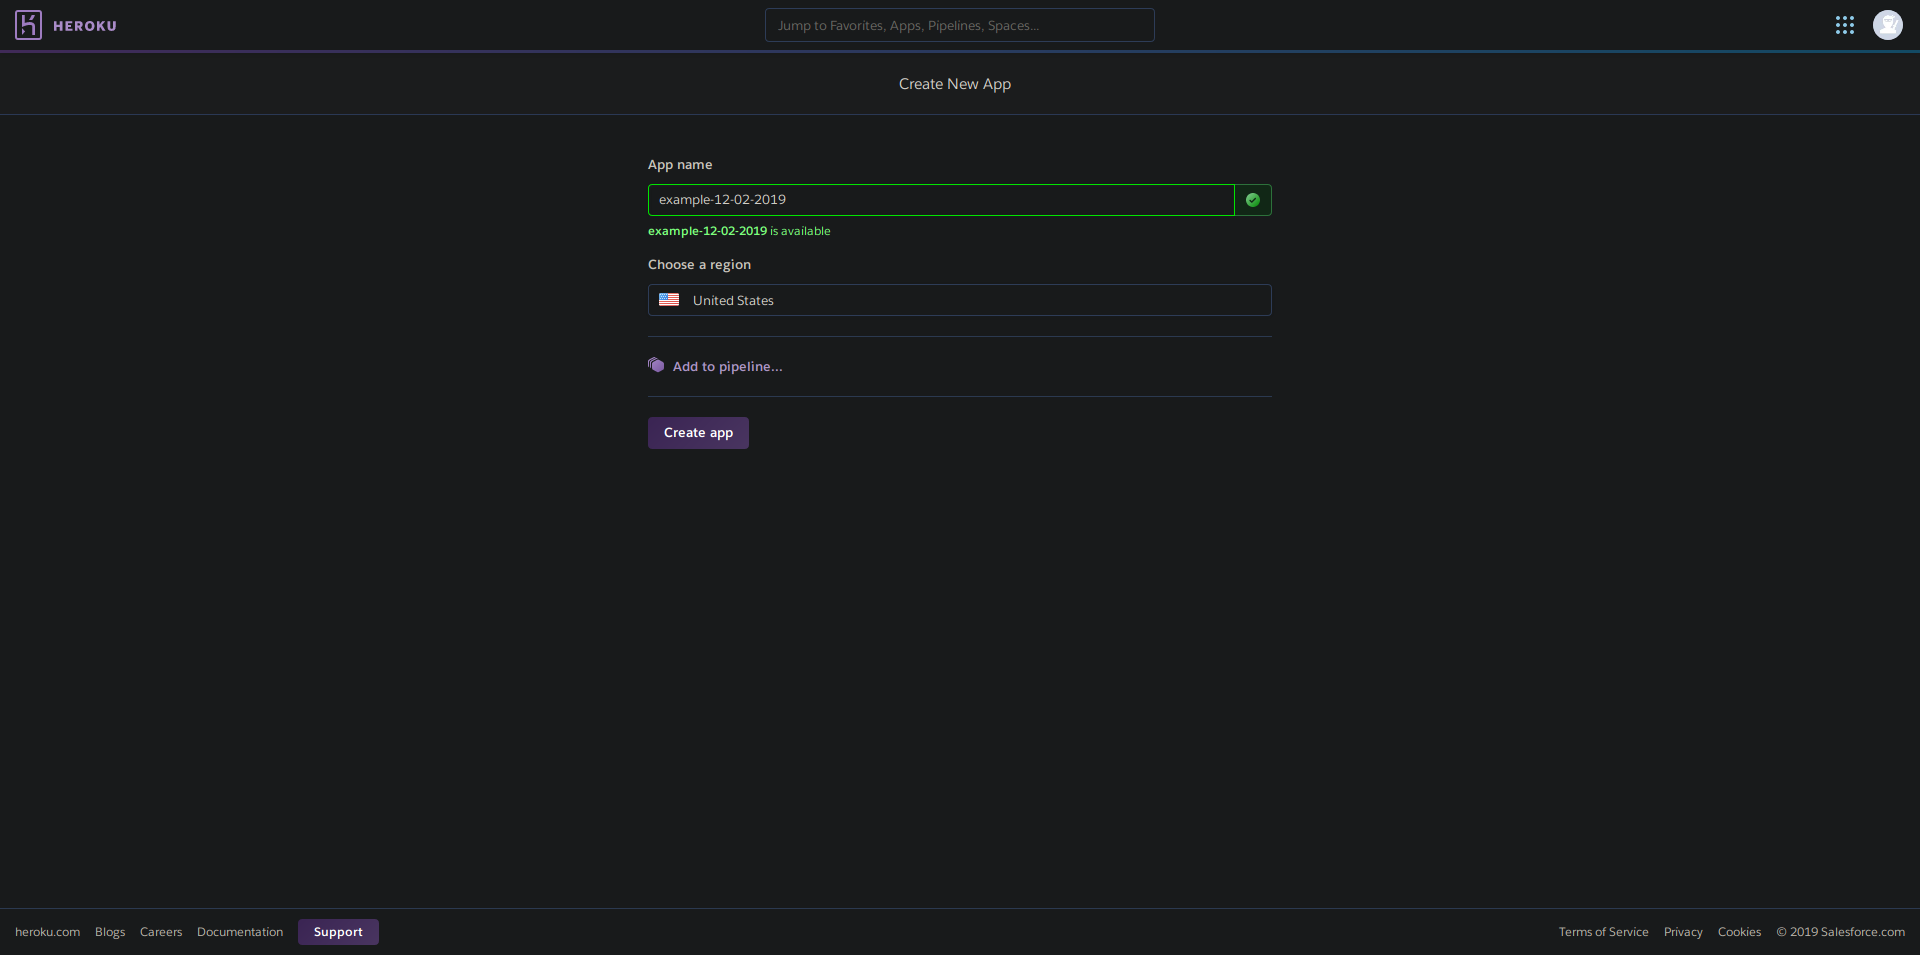 HEROKU
Jump to Favorites, Apps, Pipelines, Spaces...
Create New App
App name
example-12-02-2019
example-12-02-2019 is available
Choose a region
United States
Add to pipeline...
Create app
heroku.com Blogs Careers Documentation Support Terms of Service Privacy Cookies © 2019 Salesforce.com